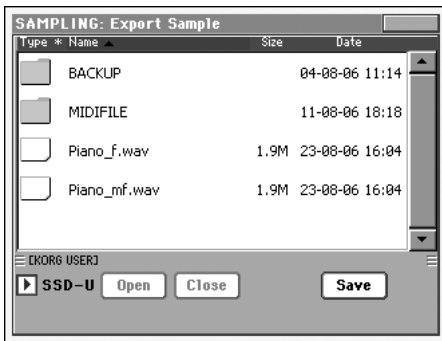 SAMPLING: Export Sample
Type * Name Size Date
BACKUP 04-08-06 11:14
MIDIFILE 11-08-06 18:18
Piano_f.wav 1.9M 23-08-06 16:04
Piano_mf.wav 1.9M 23-08-06 16:04
[KORG USER]
SSD-U Open Close Save